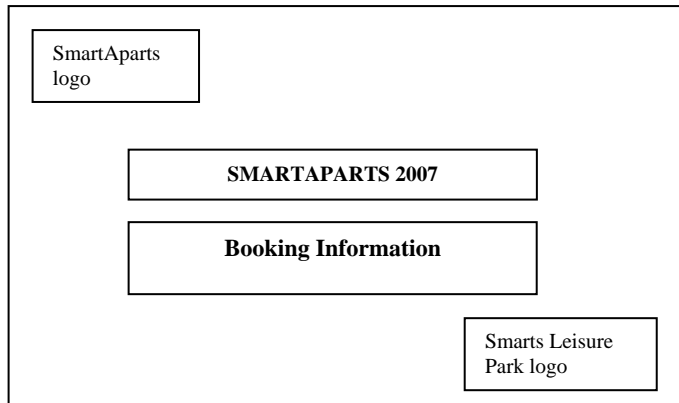 SmartAparts
logo
SMARTAPARTS 2007
Booking Information
Smarts Leisure
Park logo